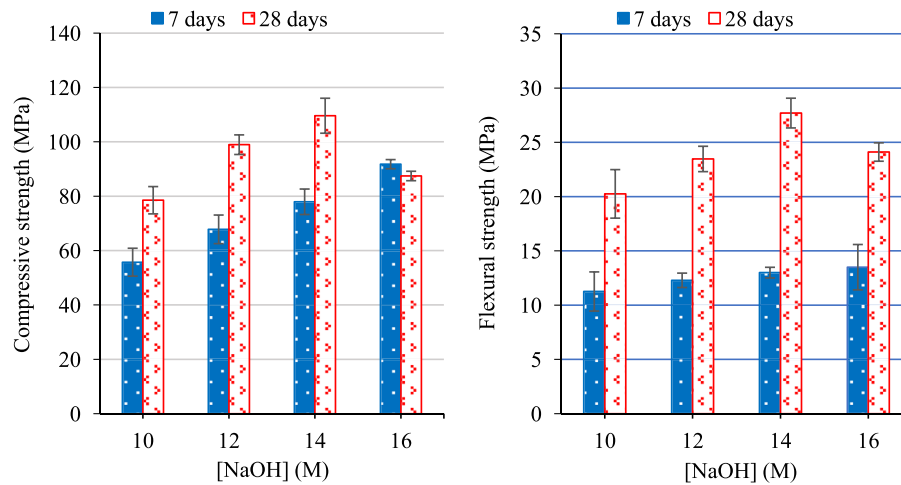 7 days 28 days
140
120
100
80
60
40
20
0
Compressive strength (MPa)
10 12 14 16
[NaOH] (M)
7 days 28 days
35
30
25
20
15
10
5
0
Flexural strength (MPa)
10 12 14 16
[NaOH] (M)